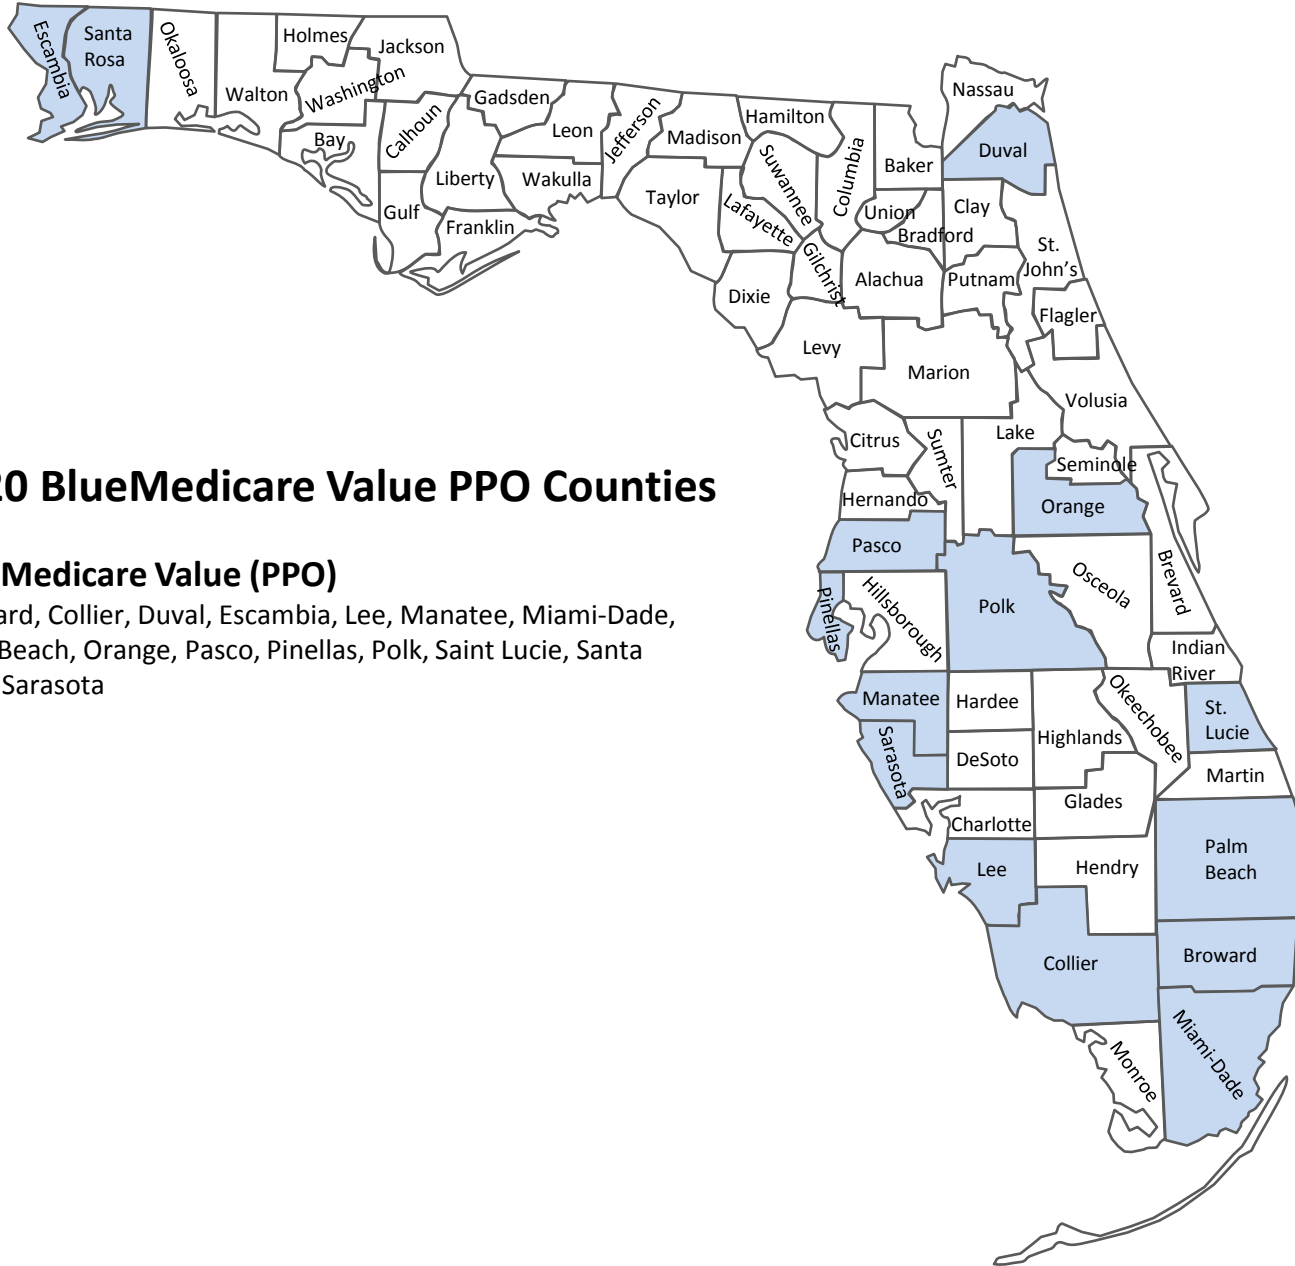 Escambia
Santa
Rosa
Okaloosa
Walton
Holmes
Washington
Jackson
Bay
Calhoun
Gulf
Liberty
Gadsden
Franklin
Leon
Wakulla
Jefferson
Madison
Taylor
Hamilton
Suwannee
Lafayette
Columbia
Dixie
Gilchrist
Baker
Union
Bradford
Nassau
Duval
Clay
St.
John’s
Alachua
Putnam
Flagler
Levy
Marion
Volusia
Citrus
Sumter
Lake
Seminole
Hernando
Orange
20 BlueMedicare Value PPO Counties
Pasco
Medicare Value (PPO)
ard, Collier, Duval, Escambia, Lee, Manatee, Miami-Dade,
Beach, Orange, Pasco, Pinellas, Polk, Saint Lucie, Santa
Sarasota
Pinellas
Hillsborough
Polk
Osceola
Brevard
Indian
River
Manatee
Hardee
Highlands
Okeechobee
St.
Lucie
Sarasota
DeSoto
Martin
Charlotte
Glades
Lee
Hendry
Palm
Beach
Collier
Broward
Monroe
Miami-Dade